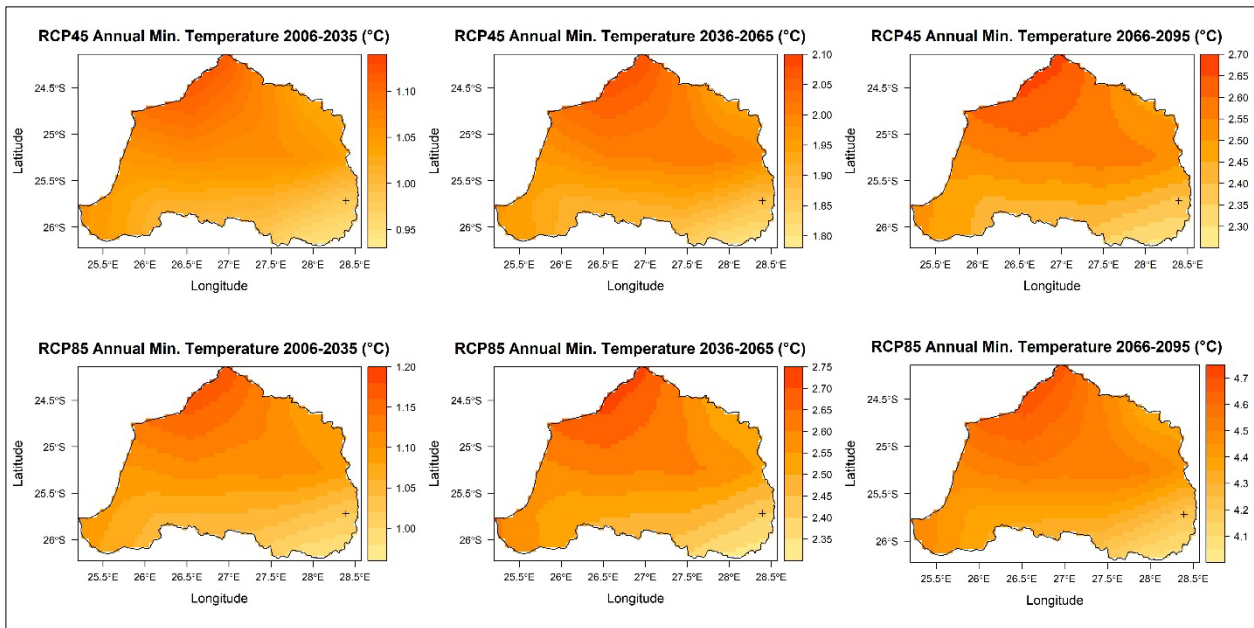 RCP45 Annual Min. Temperature 2006-2035 (°C)
24.5°S
25°S
25.5°S
26°S
Latitude
25.5°E 26°E 26.5°E 27°E 27.5°E 28.5°E
Longitude
1.10
1.05
1.00
0.95
RCP45 Annual Min. Temperature 2036-2065 (°C)
24.5°S
25°S
25.5°S
26°S
Latitude
25.5°E 26°E 26.5°E 27°E 27.5°E 28.5°E
Longitude
2.10
2.05
2.00
1.95
1.90
1.85
1.80
RCP45 Annual Min. Temperature 2066-2095 (°C)
24.5°S
25°S
25.5°S
26°S
Latitude
25.5°E 26°E 26.5°E 27°E 27.5°E 28.5°E
Longitude
2.70
2.65
2.60
2.55
2.50
2.45
2.40
2.35
2.30
RCP85 Annual Min. Temperature 2006-2035 (°C)
24.5°S
25°S
25.5°S
26°S
Latitude
25.5°E 26°E 26.5°E 27°E 27.5°E 28.5°E
Longitude
1.20
1.15
1.10
1.05
1.00
RCP85 Annual Min. Temperature 2036-2065 (°C)
24.5°S
25°S
25.5°S
26°S
Latitude
25.5°E 26°E 26.5°E 27°E 27.5°E 28.5°E
Longitude
2.75
2.70
2.65
2.60
2.55
2.50
2.45
2.40
2.35
RCP85 Annual Min. Temperature 2066-2095 (°C)
24.5°S
25°S
25.5°S
26°S
Latitude
25.5°E 26°E 26.5°E 27°E 27.5°E 28.5°E
Longitude
4.7
4.6
4.5
4.4
4.3
4.2
4.1